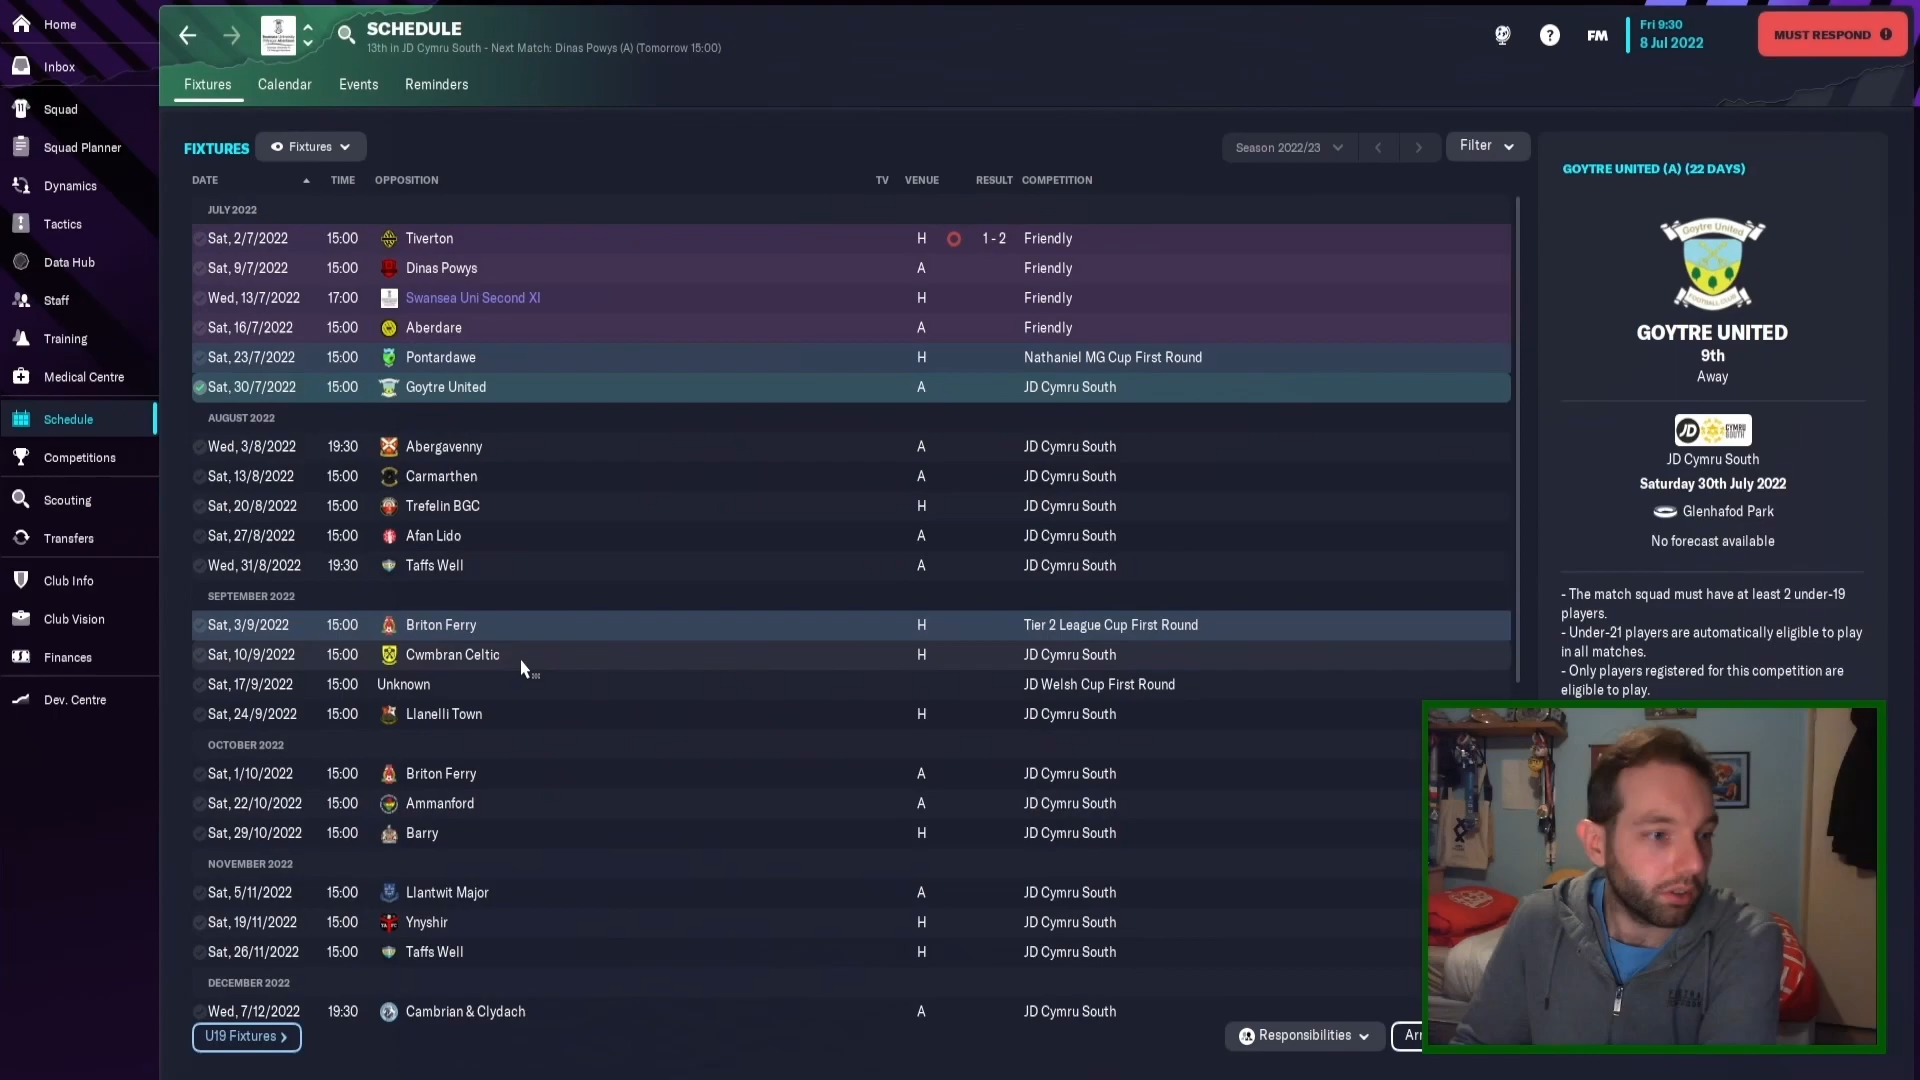 Home
Inbox
Squad
Squad Planner
Dynamics
Tactics
Data Hub
Staff
Training
Medical Centre
Schedule
Competitions
Scouting
Transfers
Club Info
Club Vision
Finances
Dev. Centre
SCHEDULE
13th in JD Cymru South - Next Match: Dinas Powys (A) (Tomorrow 15:00)
FM
Fri 9:30
8 Jul 2022
MUST RESPOND
Fixtures Calendar Events Reminders
FIXTURES Fixtures Season 2022/23 Filter
DATE TIME OPPOSITION TV VENUE RESULT COMPETITION
JULY 2022
Sat, 2/7/2022 15:00 Tiverton H 1 - 2 Friendly
Sat, 9/7/2022 15:00 Dinas Powys A Friendly
Wed, 13/7/2022 17:00 Swansea Uni Second XI H Friendly
Sat, 16/7/2022 15:00 Aberdare A Friendly
Sat, 23/7/2022 15:00 Pontardawe H Nathaniel MG Cup First Round
Sat, 30/7/2022 15:00 Goytre United A JD Cymru South
AUGUST 2022
Wed, 3/8/2022 19:30 Abergavenny A JD Cymru South
Sat, 13/8/2022 15:00 Carmarthen A JD Cymru South
Sat, 20/8/2022 15:00 Trefelin BGC H JD Cymru South
Sat, 27/8/2022 15:00 Afan Lido A JD Cymru South
Wed, 31/8/2022 19:30 Taffs Well A JD Cymru South
SEPTEMBER 2022
Sat, 3/9/2022 15:00 Briton Ferry H Tier 2 League Cup First Round
Sat, 10/9/2022 15:00 Cwmbran Celtic H JD Cymru South
Sat, 17/9/2022 15:00 Unknown JD Welsh Cup First Round
Sat, 24/9/2022 15:00 Llanelli Town H JD Cymru South
OCTOBER 2022
Sat, 1/10/2022 15:00 Briton Ferry A JD Cymru South
Sat, 22/10/2022 15:00 Ammanford A JD Cymru South
Sat, 29/10/2022 15:00 Barry H JD Cymru South
NOVEMBER 2022
Sat, 5/11/2022 15:00 Llantwit Major A JD Cymru South
Sat, 19/11/2022 15:00 Ynyshir H JD Cymru South
Sat, 26/11/2022 15:00 Taffs Well H JD Cymru South
DECEMBER 2022
Wed, 7/12/2022 19:30 Cambrian & Clydach A JD Cymru South
U19 Fixtures
Responsibilities
GOYTRE UNITED (A) (22 DAYS)
Goytre United
FOOTBALL CLUB
GOYTRE UNITED
9th
Away
JD CYMRU SOUTH
JD Cymru South
Saturday 30th July 2022
Glenhafod Park
No forecast available
- The match squad must have at least 2 under-19
players.
- Under-21 players are automatically eligible to play
in all matches.
- Only players registered for this competition are
eligible to play.